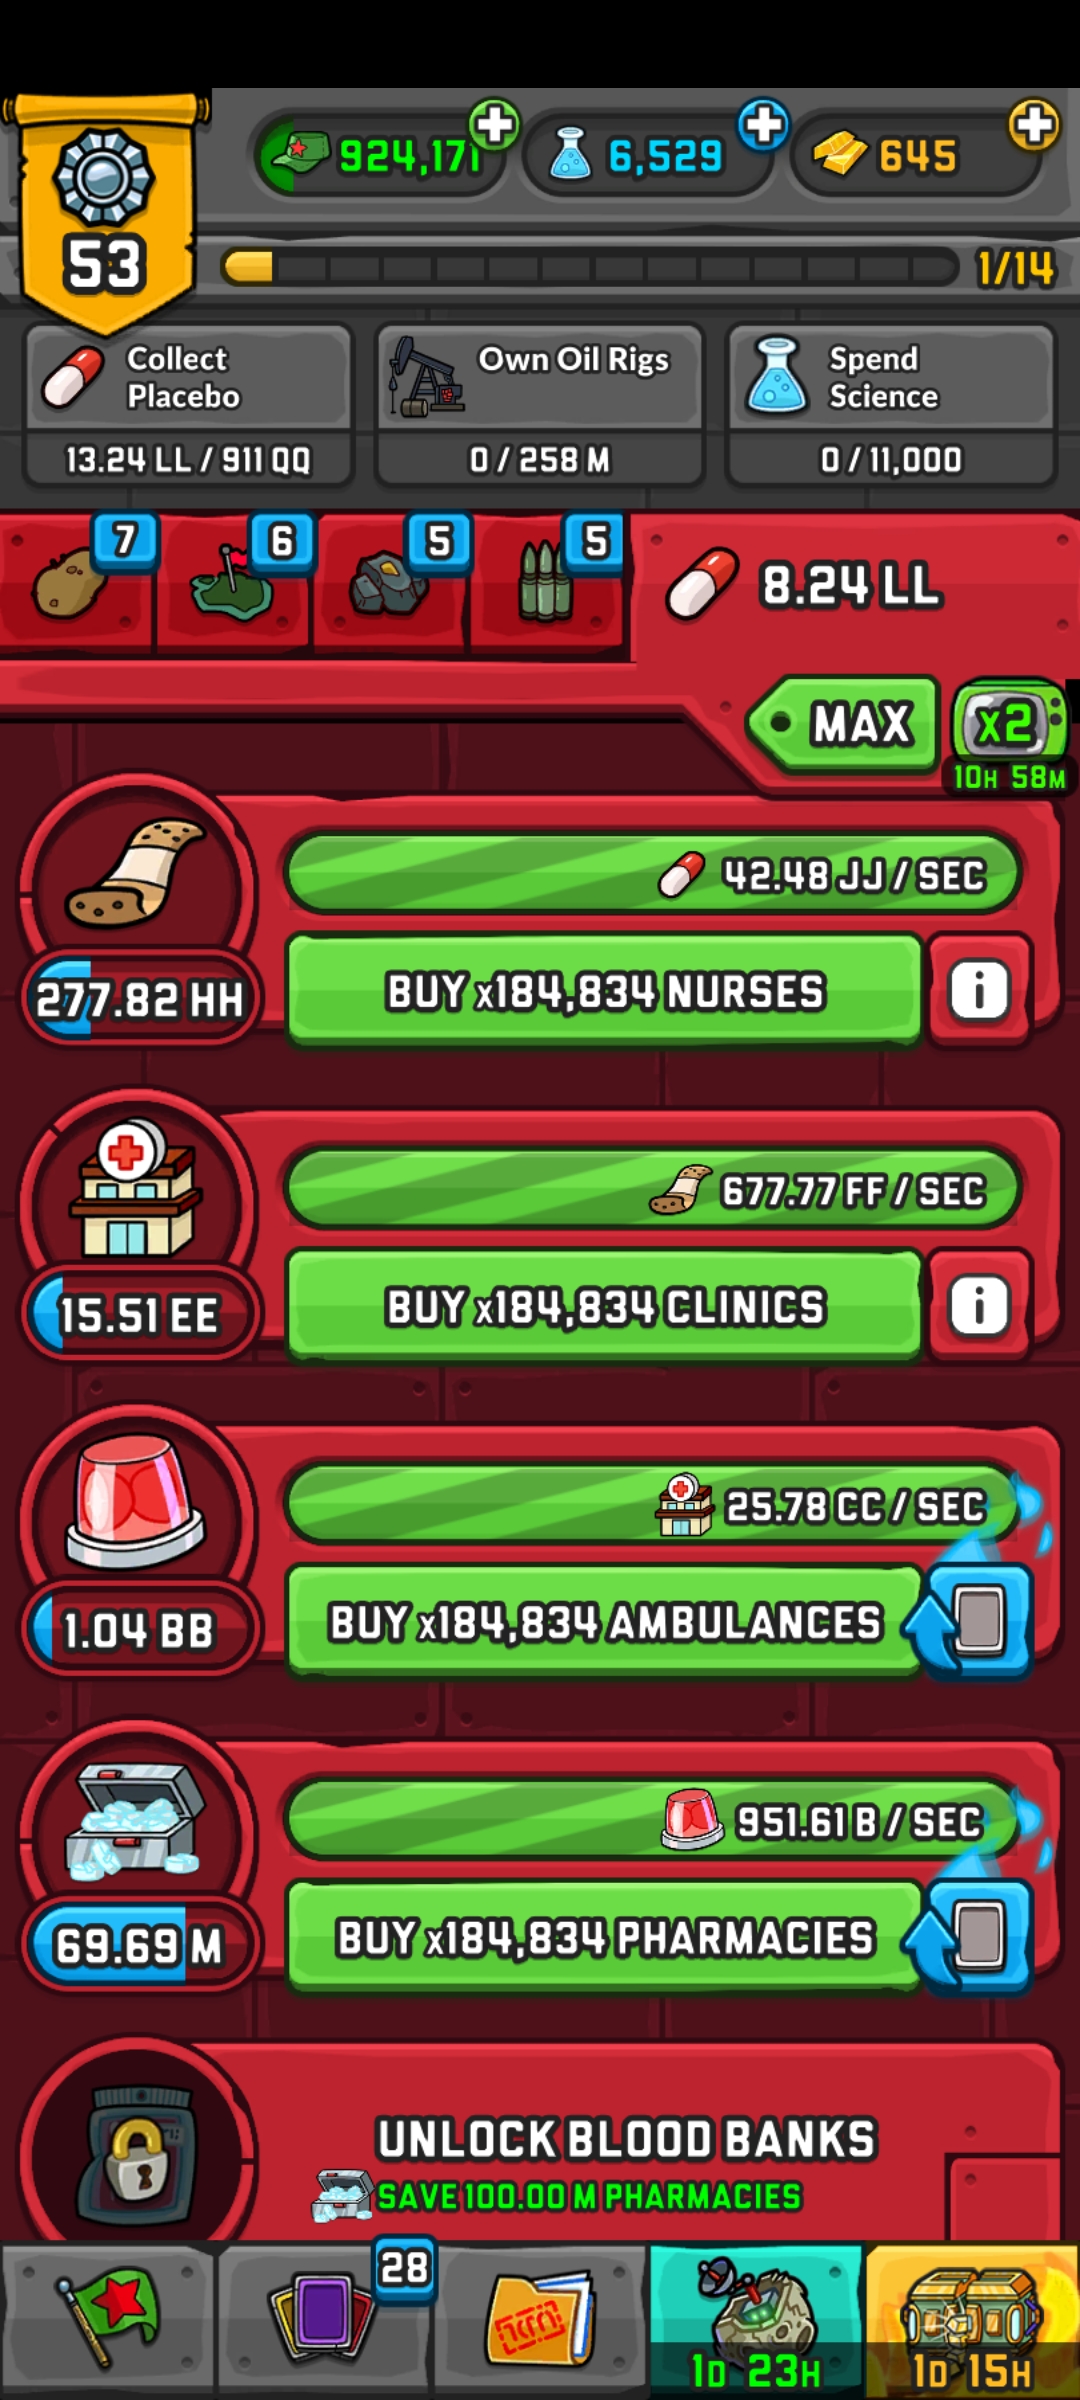 924,171
6,529
645
53
1/14
Collect
Placebo
13.24 LL / 911 QQ
Own Oil Rigs
0 / 258 M
Spend
Science
0 / 11,000
7
6
5
5
8.24 LL
MAX
x2
10H 58M
42.48 JJ / SEC
277.82 HH
BUY x184,834 NURSES
i
677.77 FF / SEC
15.51 EE
BUY x184,834 CLINICS
i
25.78 CC / SEC
1.04 BB
BUY x184,834 AMBULANCES
951.61 B / SEC
69.69 M
BUY x184,834 PHARMACIES
UNLOCK BLOOD BANKS
SAVE 100.00 M PHARMACIES
28
1D 23H
1D 15H